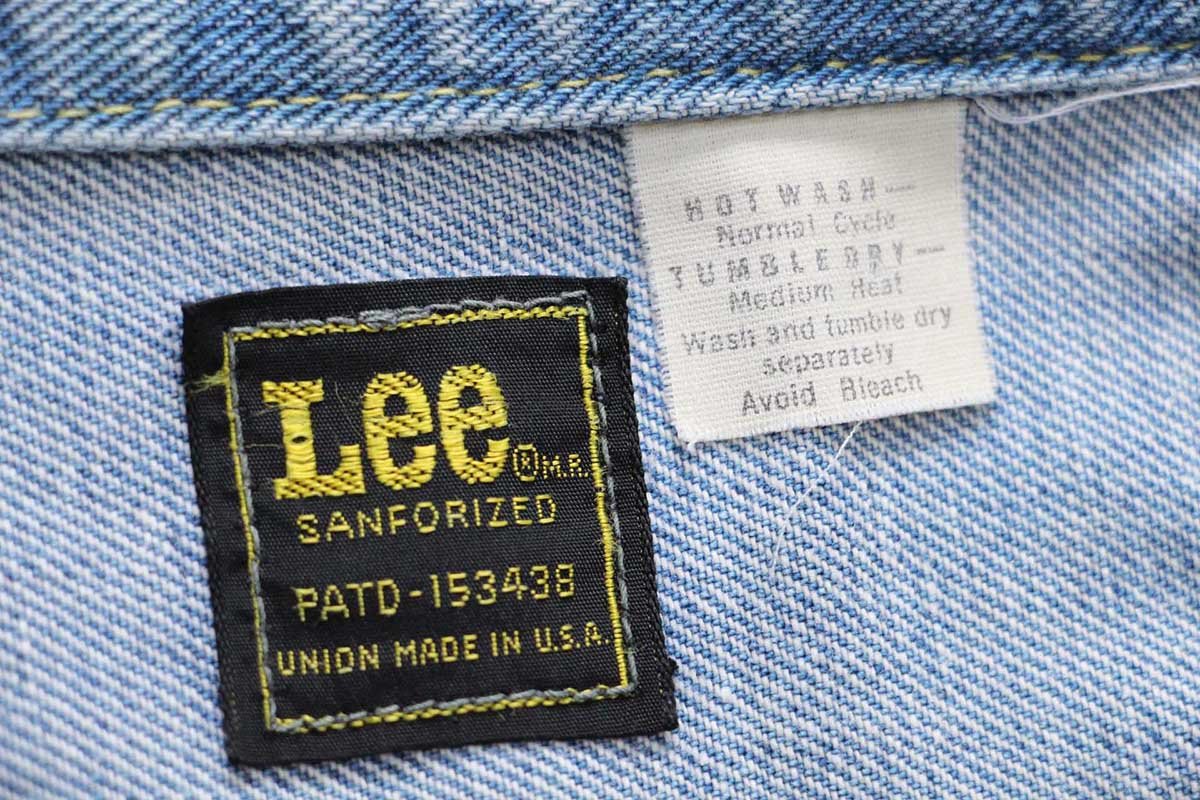 Lee ® M.R.
SANFORIZED
PATD-153438
UNION MADE IN U.S.A.
HOT WASH—
Normal Cycle
TUMBLE DRY—
Medium Heat
Wash and tumble dry
separately
Avoid Bleach